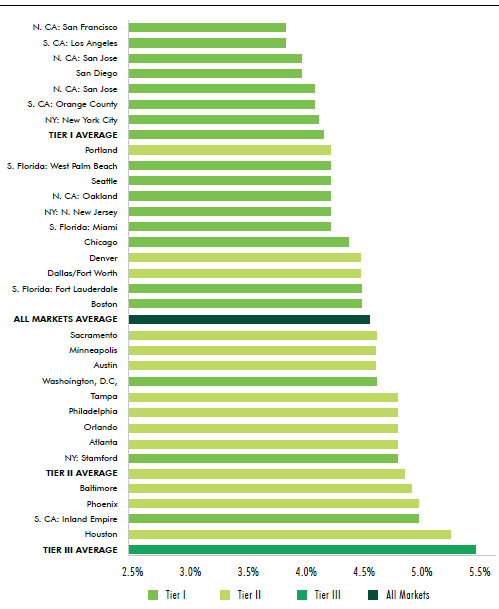 N. CA: San Francisco
S. CA: Los Angeles
N. CA: San Jose
San Diego
N. CA: San Jose
S. CA: Orange County
NY: New York City
TIER I AVERAGE
Portland
S. Florida: West Palm Beach
Seattle
N. CA: Oakland
NY: N. New Jersey
S. Florida: Miami
Chicago
Denver
Dallas/Fort Worth
S. Florida: Fort Lauderdale
Boston
ALL MARKETS AVERAGE
Sacramento
Minneapolis
Austin
Washoington, D.C,
Tampa
Philadelphia
Orlando
Atlanta
NY: Stamford
TIER II AVERAGE
Baltimore
Phoenix
S. CA: Inland Empire
Houston
TIER III AVERAGE
2.5% 3.0% 3.5% 4.0% 4.5% 5.0% 5.5%
Tier I Tier II Tier III All Markets